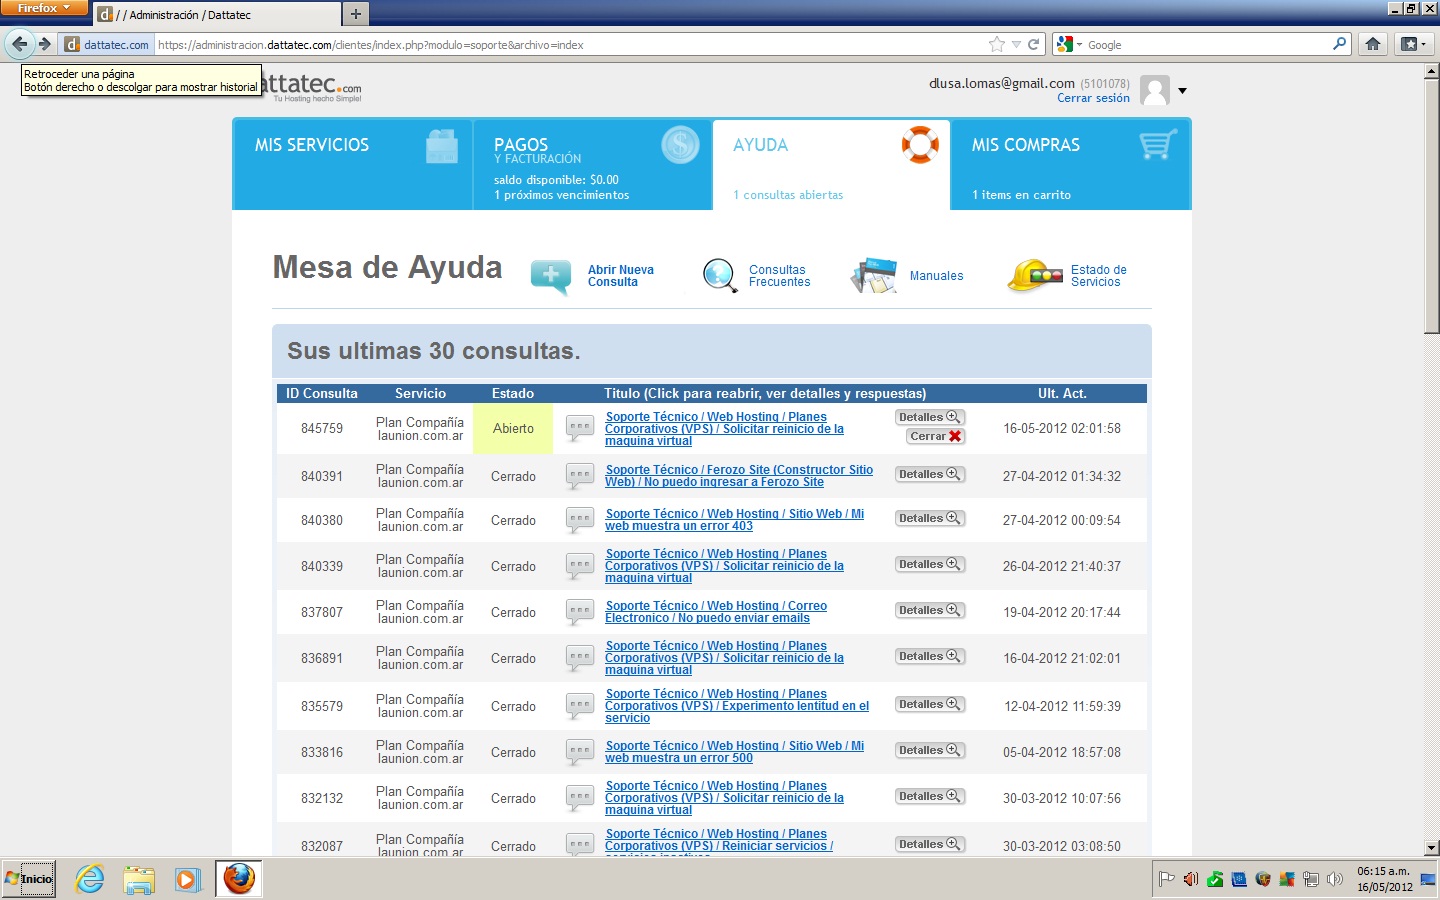 Firefox
/ / Administración / Dattatec
dattatec.com
https://administracion.dattatec.com/clientes/index.php?modulo=soporte&archivo=index
Google
Retroceder una página
Botón derecho o descolgar para mostrar historial
attatec.com
Tu Hosting hecho Simple!
dlusa.lomas@gmail.com (5101078)
Cerrar sesión
MIS SERVICIOS
PAGOS
Y FACTURACIÓN
saldo disponible: $0.00
1 próximos vencimientos
AYUDA
1 consultas abiertas
MIS COMPRAS
1 items en carrito
Mesa de Ayuda
Abrir Nueva
Consulta
Consultas
Frecuentes
Manuales
Estado de
Servicios
Sus ultimas 30 consultas.
ID Consulta Servicio Estado Titulo (Click para reabrir, ver detalles y respuestas) Ult. Act.
845759 Plan Compañía
launion.com.ar Abierto
Soporte Técnico / Web Hosting / Planes
Corporativos (VPS) / Solicitar reinicio de la
maquina virtual
Detalles
Cerrar
16-05-2012 02:01:58
840391 Plan Compañía
launion.com.ar Cerrado
Soporte Técnico / Ferozo Site (Constructor Sitio
Web) / No puedo ingresar a Ferozo Site
Detalles
27-04-2012 01:34:32
840380 Plan Compañía
launion.com.ar Cerrado
Soporte Técnico / Web Hosting / Sitio Web / Mi
web muestra un error 403
Detalles
27-04-2012 00:09:54
840339 Plan Compañía
launion.com.ar Cerrado
Soporte Técnico / Web Hosting / Planes
Corporativos (VPS) / Solicitar reinicio de la
maquina virtual
Detalles
26-04-2012 21:40:37
837807 Plan Compañía
launion.com.ar Cerrado
Soporte Técnico / Web Hosting / Correo
Electronico / No puedo enviar emails
Detalles
19-04-2012 20:17:44
836891 Plan Compañía
launion.com.ar Cerrado
Soporte Técnico / Web Hosting / Planes
Corporativos (VPS) / Solicitar reinicio de la
maquina virtual
Detalles
16-04-2012 21:02:01
835579 Plan Compañía
launion.com.ar Cerrado
Soporte Técnico / Web Hosting / Planes
Corporativos (VPS) / Experimento lentitud en el
servicio
Detalles
12-04-2012 11:59:39
833816 Plan Compañía
launion.com.ar Cerrado
Soporte Técnico / Web Hosting / Sitio Web / Mi
web muestra un error 500
Detalles
05-04-2012 18:57:08
832132 Plan Compañía
launion.com.ar Cerrado
Soporte Técnico / Web Hosting / Planes
Corporativos (VPS) / Solicitar reinicio de la
maquina virtual
Detalles
30-03-2012 10:07:56
832087 Plan Compañía
launion.com.ar Cerrado
Soporte Técnico / Web Hosting / Planes
Corporativos (VPS) / Reiniciar servicios /
Detalles
30-03-2012 03:08:50
Inicio
06:15 a.m.
16/05/2012